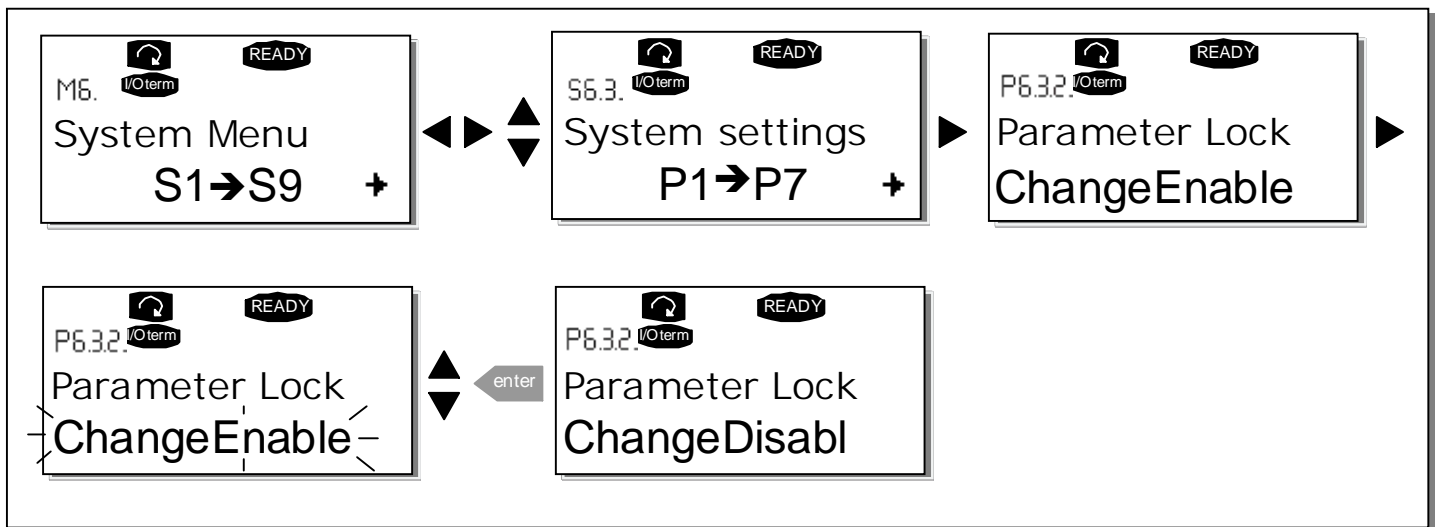 READY
M6. I/Oterm
System Menu
S1➔S9
READY
S6.3. I/Oterm
System settings
P1➔P7
READY
P6.3.2. I/Oterm
Parameter Lock
ChangeEnable
READY
P6.3.2. I/Oterm
Parameter Lock
ChangeEnable
enter
READY
P6.3.2. I/Oterm
Parameter Lock
ChangeDisabl